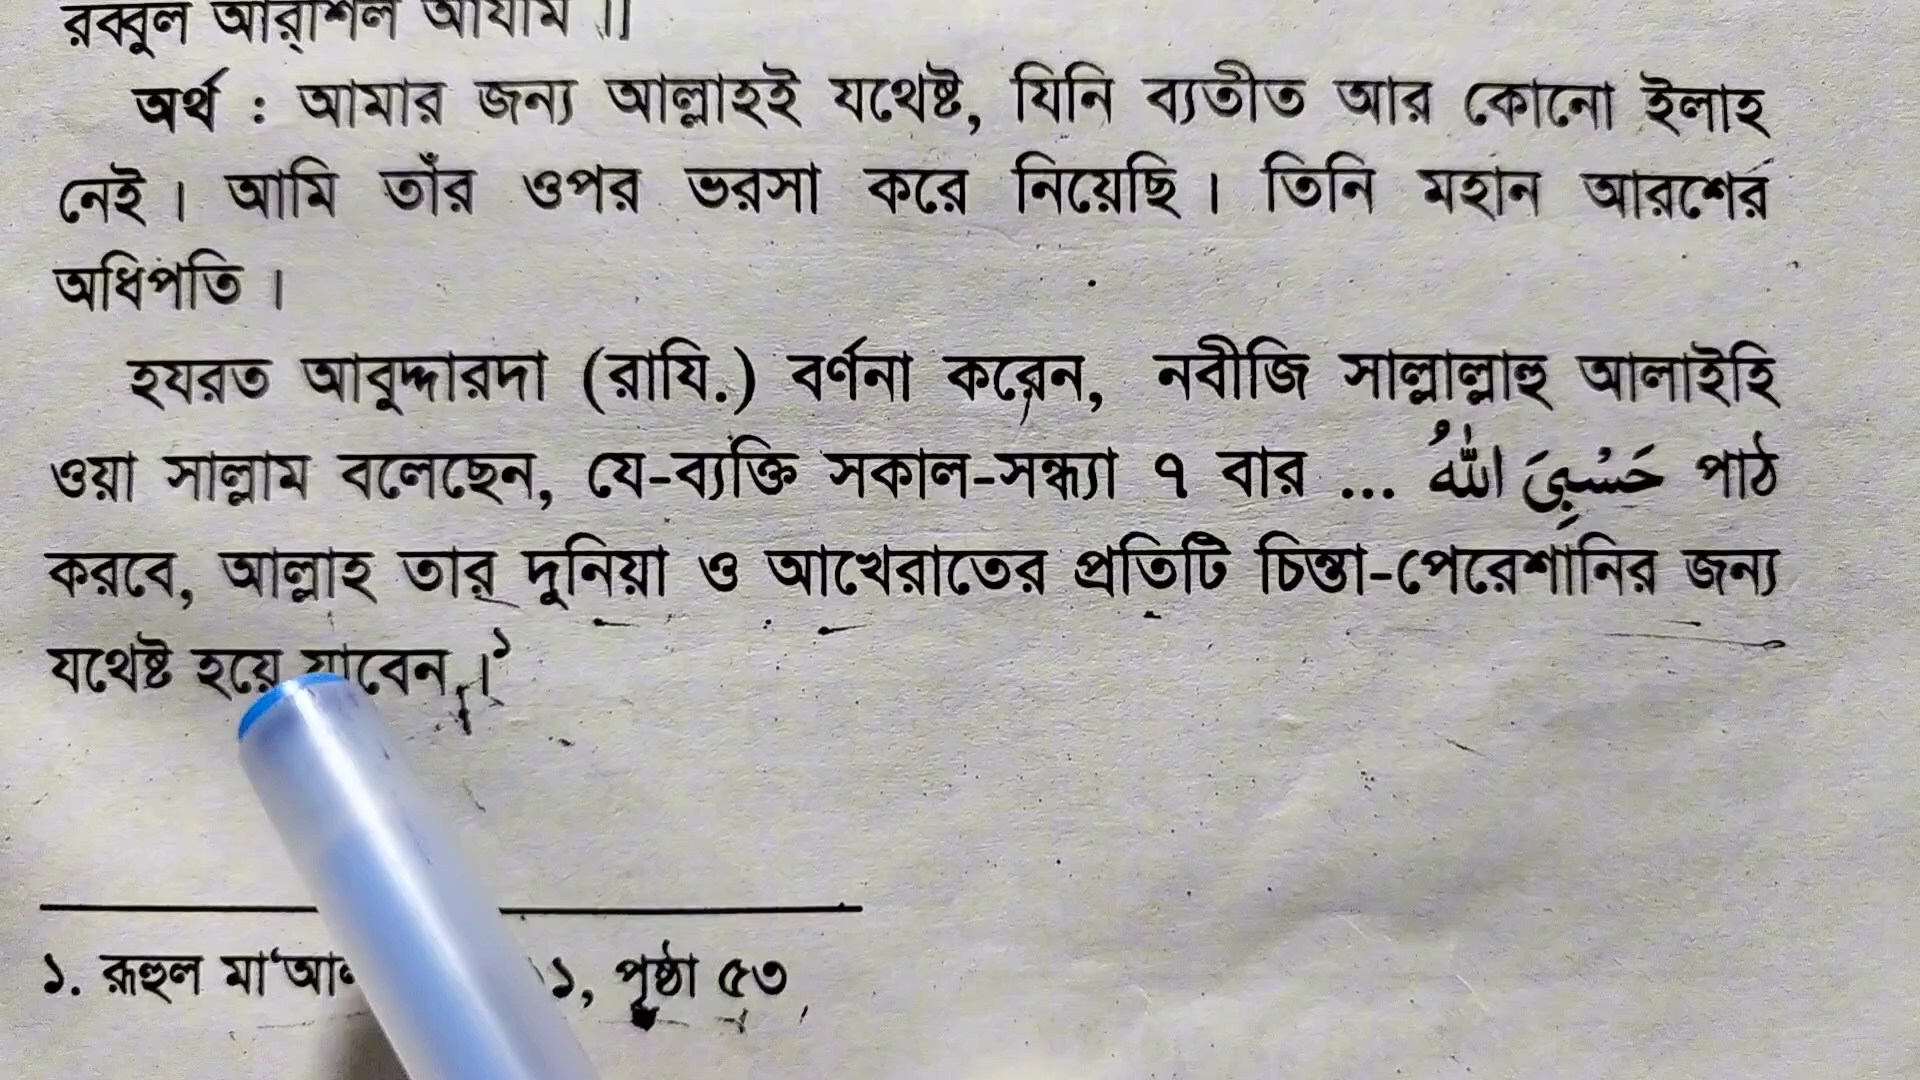 রব্বুল আর্‌শিল আযীম ॥
অর্থ : আমার জন্য আল্লাহই যথেষ্ট, যিনি ব্যতীত আর কোনো ইলাহ
নেই। আমি তাঁর ওপর ভরসা করে নিয়েছি। তিনি মহান আরশের
অধিপতি।
হযরত আবুদ্দারদা (রাযি.) বর্ণনা করেন, নবীজি সাল্লাল্লাহু আলাইহি
ওয়া সাল্লাম বলেছেন, যে-ব্যক্তি সকাল-সন্ধ্যা ৭ বার ... حَسْبِيَ اللهُ পাঠ
করবে, আল্লাহ তার দুনিয়া ও আখেরাতের প্রতিটি চিন্তা-পেরেশানির জন্য
যথেষ্ট হয়ে যাবেন।১
১. রূহুল মা‘আ ১, পৃষ্ঠা ৫৩